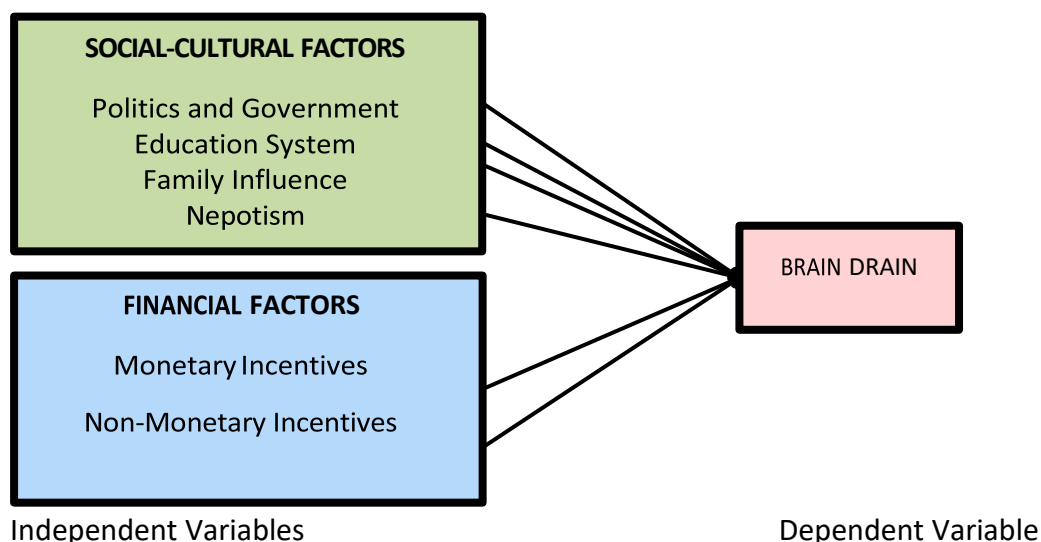 SOCIAL-CULTURAL FACTORS
Politics and Government
Education System
Family Influence
Nepotism
FINANCIAL FACTORS
Monetary Incentives
Non-Monetary Incentives
BRAIN DRAIN
Independent Variables
Dependent Variable